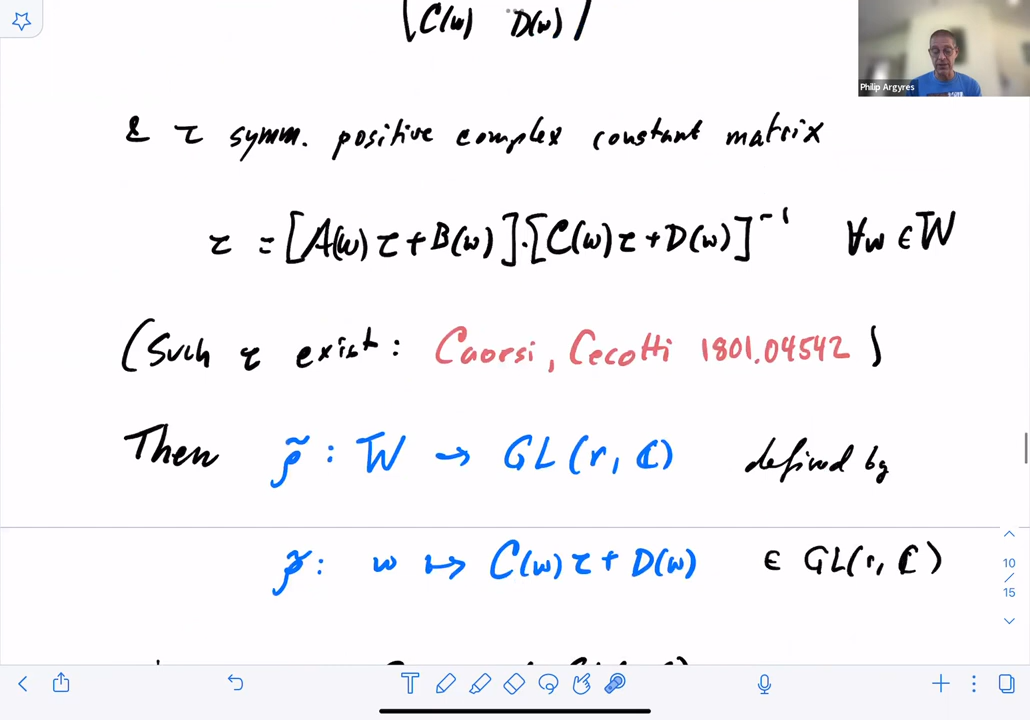 C(w) D(w)
Philip Argyres
& τ symm. positive complex constant matrix
τ = [A(w)τ + B(w)]·[C(w)τ + D(w)]⁻¹ ∀w ∈ W
(Such τ exist: Caorsi, Cecotti 1801.04542)
Then ρ̃ : W → GL(r, ℂ) defined by
ρ̃ : w ↦ C(w)τ + D(w) ∈ GL(r, ℂ)
10
/
15
T